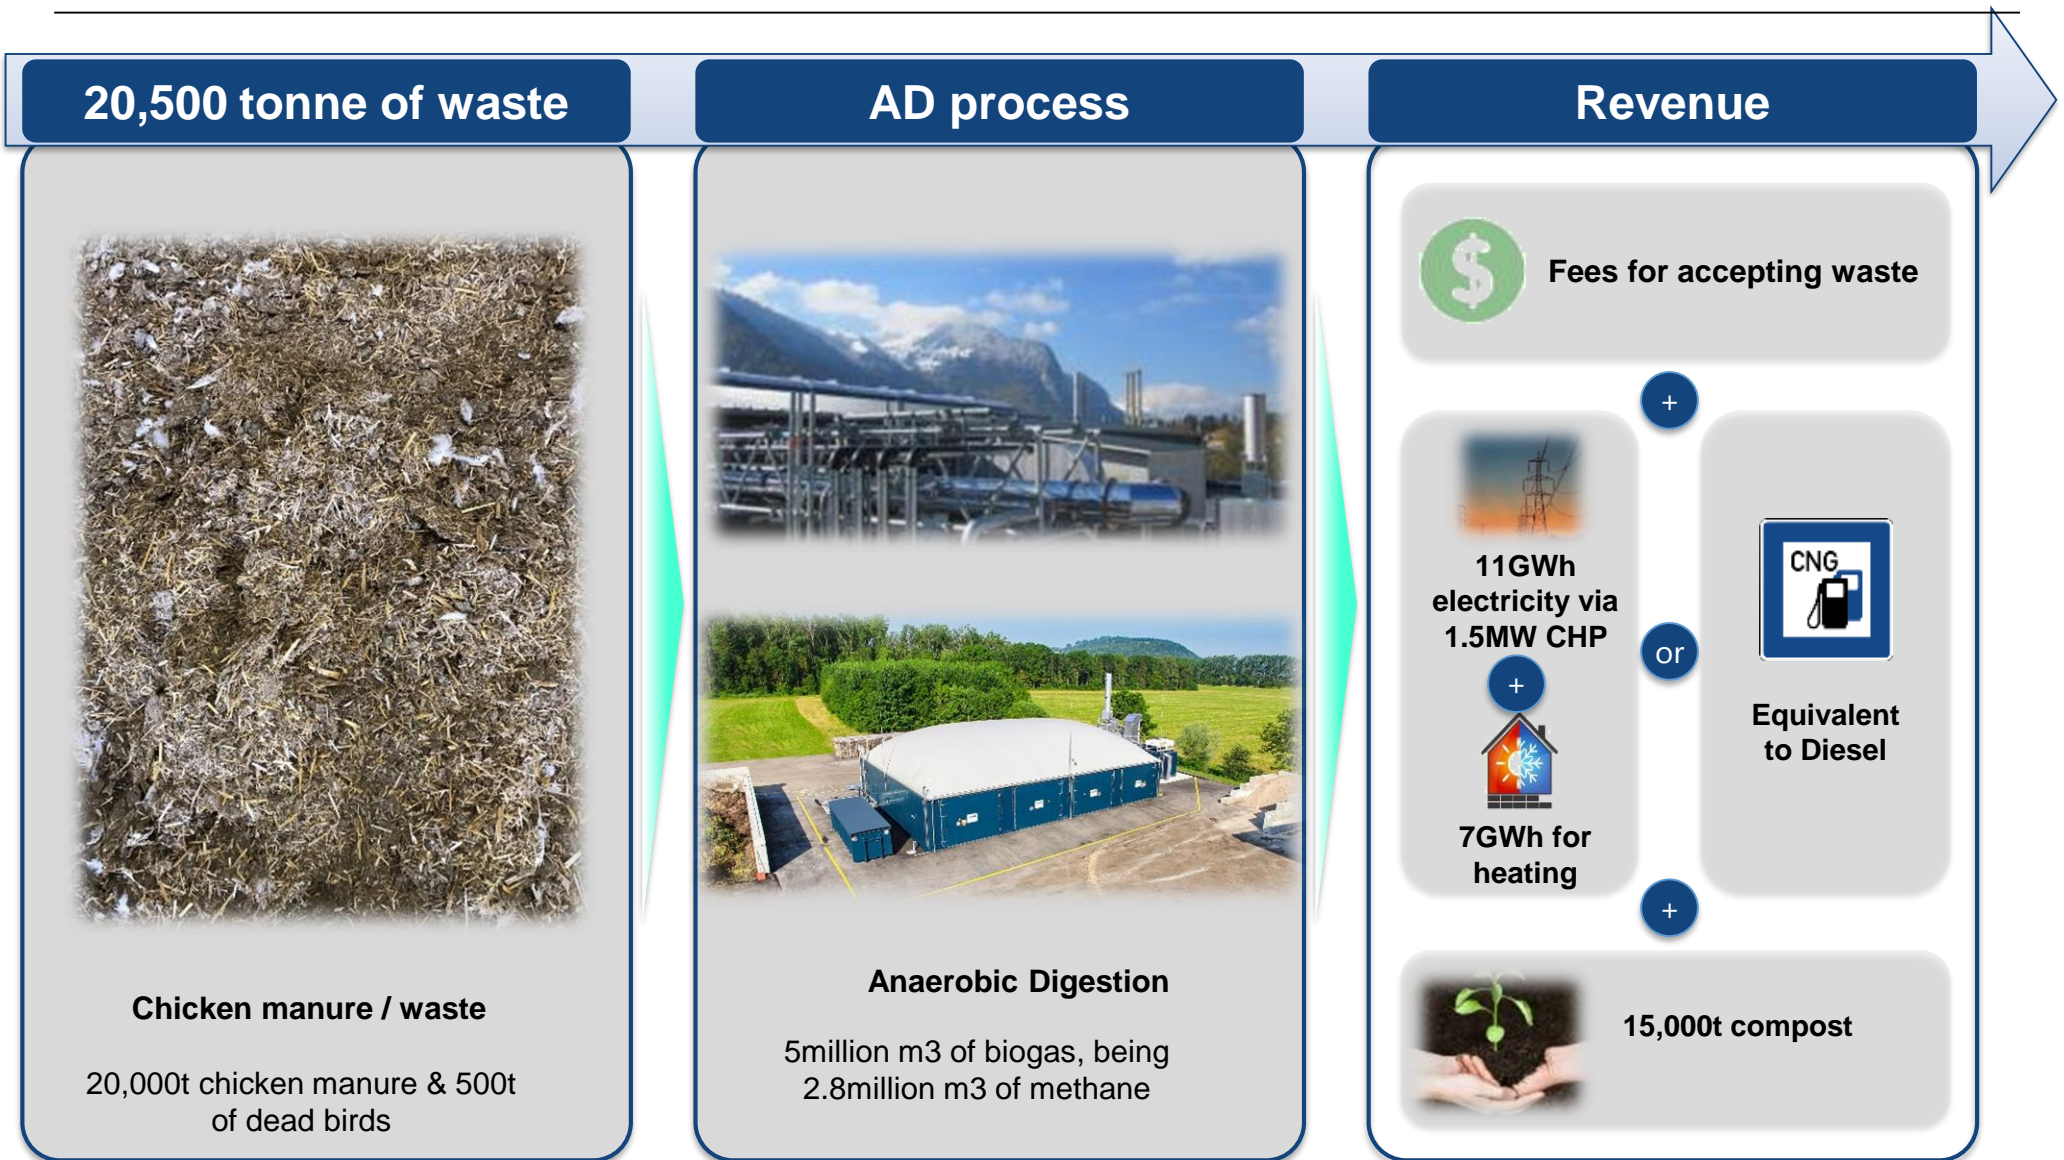 20,500 tonne of waste
AD process
Revenue
Chicken manure / waste
20,000t chicken manure & 500t
of dead birds
Anaerobic Digestion
5million m3 of biogas, being
2.8million m3 of methane
$
Fees for accepting waste
+
11GWh
electricity via
1.5MW CHP
+
7GWh for
heating
or
CNG
Equivalent
to Diesel
+
15,000t compost